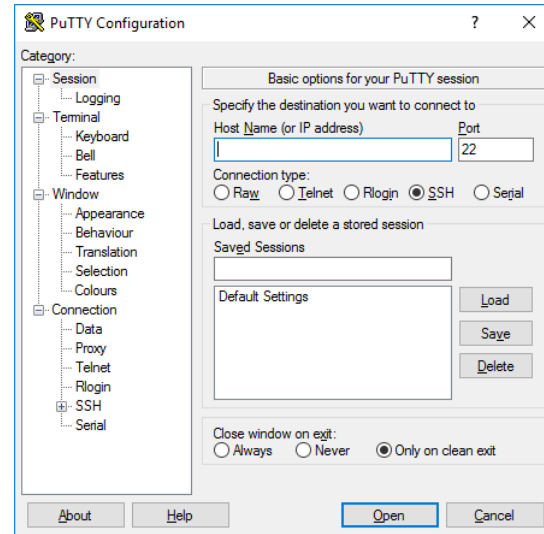 PuTTY Configuration
?
Category:
Session
Logging
Terminal
Keyboard
Bell
Features
Window
Appearance
Behaviour
Translation
Selection
Colours
Connection
Data
Proxy
Telnet
Rlogin
SSH
Serial
Basic options for your PuTTY session
Specify the destination you want to connect to
Host Name (or IP address) Port
22
Connection type:
Raw Telnet Rlogin SSH Serial
Load, save or delete a stored session
Saved Sessions
Default Settings
Load
Save
Delete
Close window on exit:
Always Never Only on clean exit
About Help Open Cancel